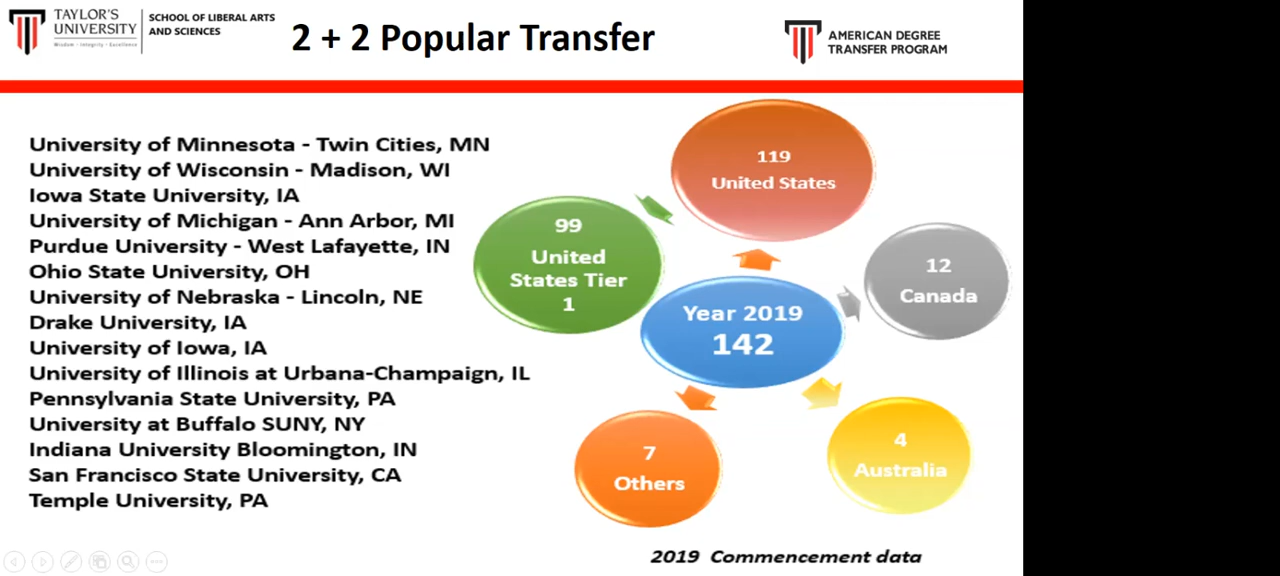 TAYLOR'S
UNIVERSITY
Wisdom · Integrity · Excellence
SCHOOL OF LIBERAL ARTS
AND SCIENCES
2 + 2 Popular Transfer
AMERICAN DEGREE
TRANSFER PROGRAM
University of Minnesota - Twin Cities, MN
University of Wisconsin - Madison, WI
Iowa State University, IA
University of Michigan - Ann Arbor, MI
Purdue University - West Lafayette, IN
Ohio State University, OH
University of Nebraska - Lincoln, NE
Drake University, IA
University of Iowa, IA
University of Illinois at Urbana-Champaign, IL
Pennsylvania State University, PA
University at Buffalo SUNY, NY
Indiana University Bloomington, IN
San Francisco State University, CA
Temple University, PA
119
United States
99
United
States Tier
1
12
Canada
Year 2019
142
7
Others
4
Australia
2019 Commencement data